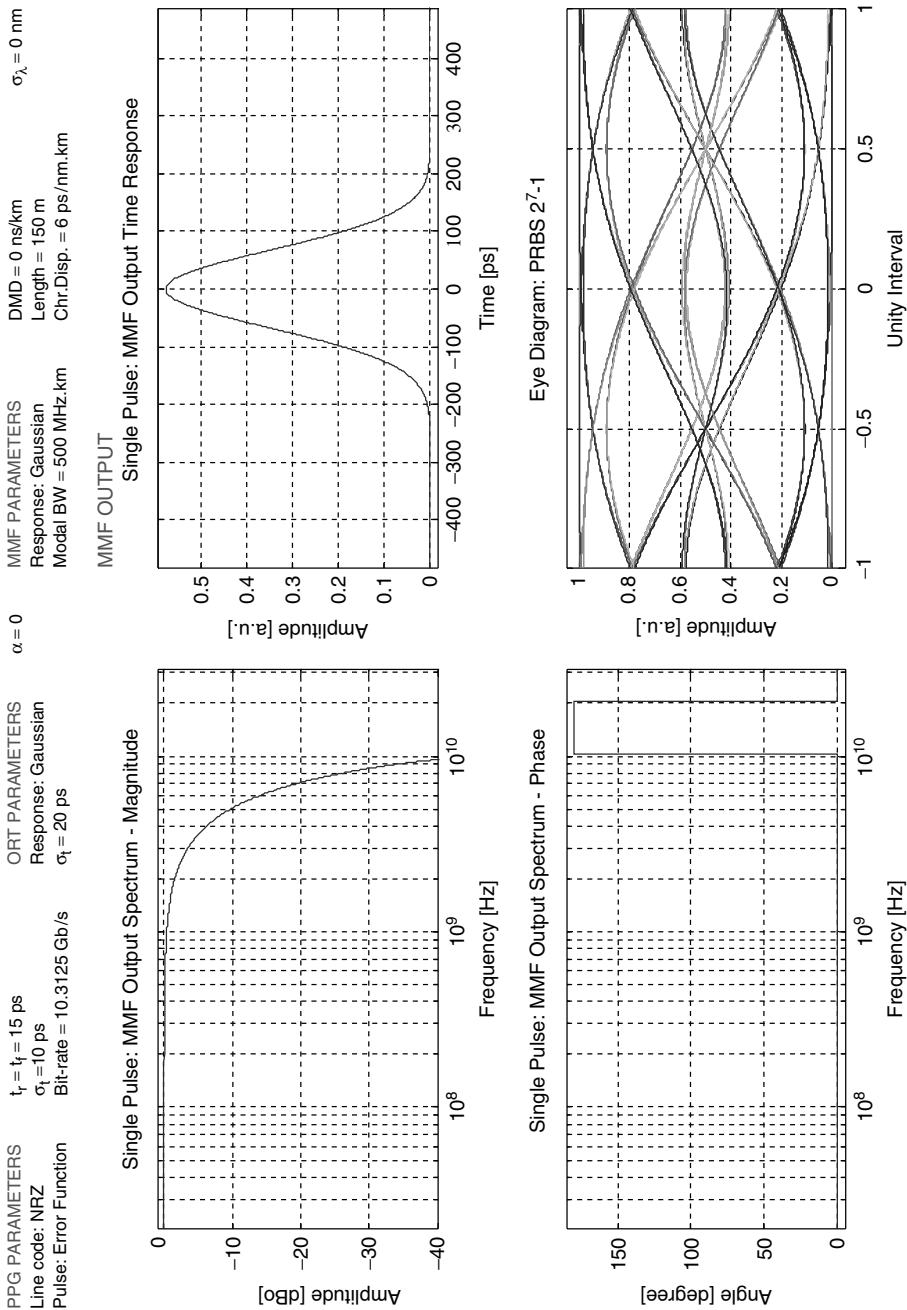 PPG PARAMETERS
Line code: NRZ
Pulse: Error Function
tr = tf = 15 ps
σt=10 ps
Bit-rate = 10.3125 Gb/s
ORT PARAMETERS
Response: Gaussian
σt = 20 ps
α = 0
MMF PARAMETERS
Response: Gaussian
Modal BW = 500 MHz.km
DMD = 0 ns/km
Length = 150 m
Chr.Disp. = 6 ps/nm.km
σλ = 0 nm
MMF OUTPUT
Single Pulse: MMF Output Spectrum - Magnitude
Amplitude [dBo]
0
−10
−20
−30
−40
10^8
10^9
10^10
Frequency [Hz]
Single Pulse: MMF Output Time Response
Amplitude [a.u.]
0.5
0.4
0.3
0.2
0.1
0
-400
-300
-200
-100
0
100
200
300
400
Time [ps]
Single Pulse: MMF Output Spectrum - Phase
Angle [degree]
150
100
50
0
10^8
10^9
10^10
Frequency [Hz]
Eye Diagram: PRBS 2^7-1
Amplitude [a.u.]
1
0.8
0.6
0.4
0.2
0
−1
−0.5
0
0.5
1
Unity Interval